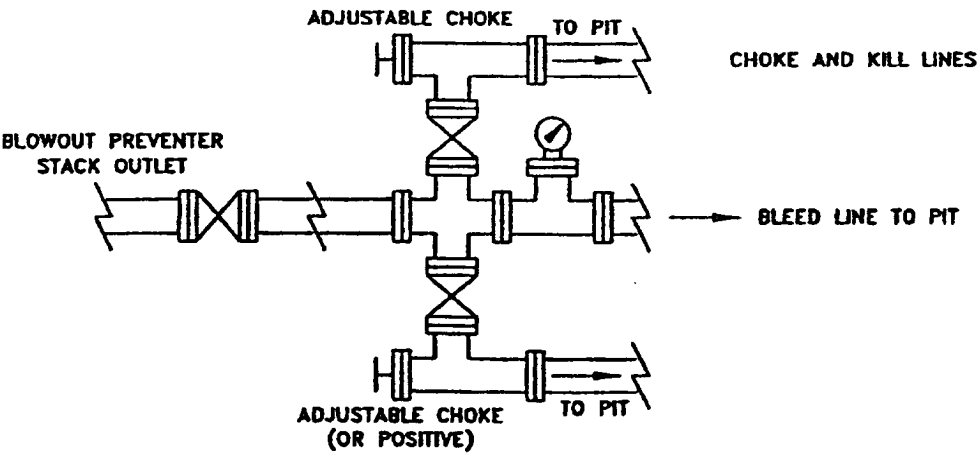 ADJUSTABLE CHOKE
TO PIT
CHOKE AND KILL LINES
BLOWOUT PREVENTER
STACK OUTLET
BLEED LINE TO PIT
ADJUSTABLE CHOKE
(OR POSITIVE)
TO PIT